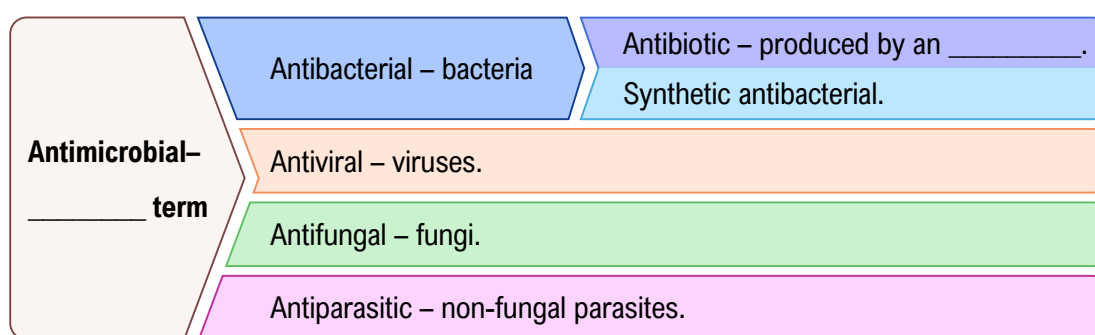 Antimicrobial–
________ term
Antibacterial – bacteria
Antibiotic – produced by an _________.
Synthetic antibacterial.
Antiviral – viruses.
Antifungal – fungi.
Antiparasitic – non-fungal parasites.